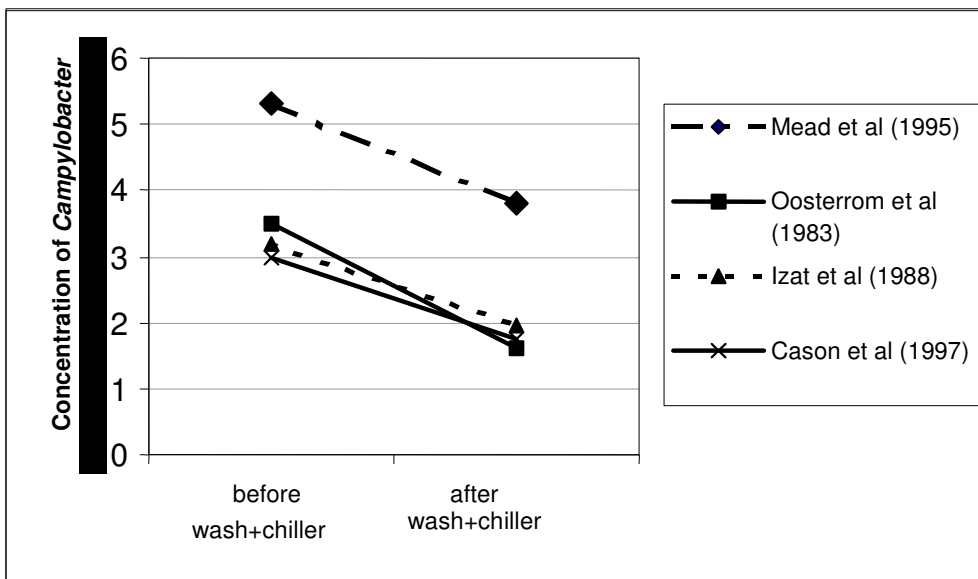 Concentration of Campylobacter
6
5
4
3
2
1
0
before
wash+chiller
after
wash+chiller
Mead et al (1995)
Oosterrom et al
(1983)
Izat et al (1988)
Cason et al (1997)